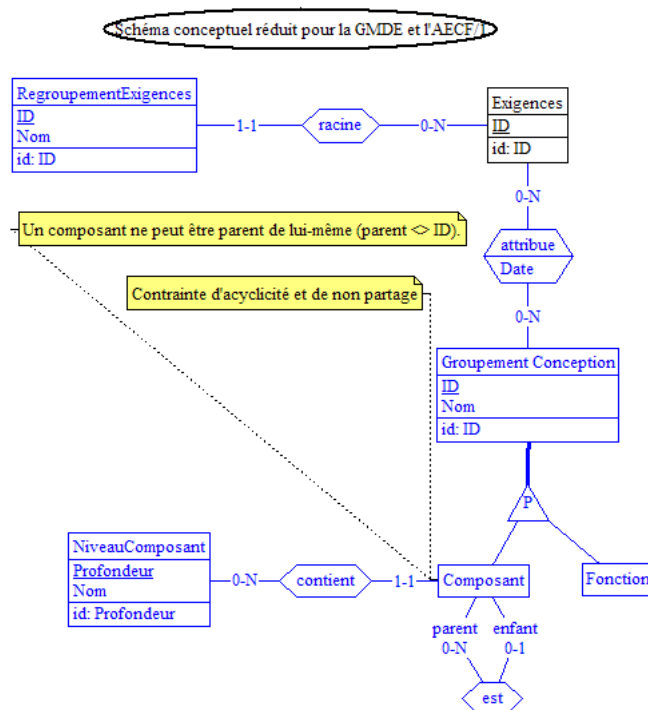 Schéma conceptuel réduit pour la GMDE et l'AECF/1
RegroupementExigences
ID
Nom
id: ID
1-1
racine
0-N
Exigences
ID
id: ID
0-N
Un composant ne peut être parent de lui-même (parent <> ID).
attribue
Date
Contrainte d'acyclicité et de non partage
0-N
Groupement Conception
ID
Nom
id: ID
P
NiveauComposant
Profondeur
Nom
id: Profondeur
0-N
contient
1-1
Composant
Fonction
parent
0-N
enfant
0-1
est